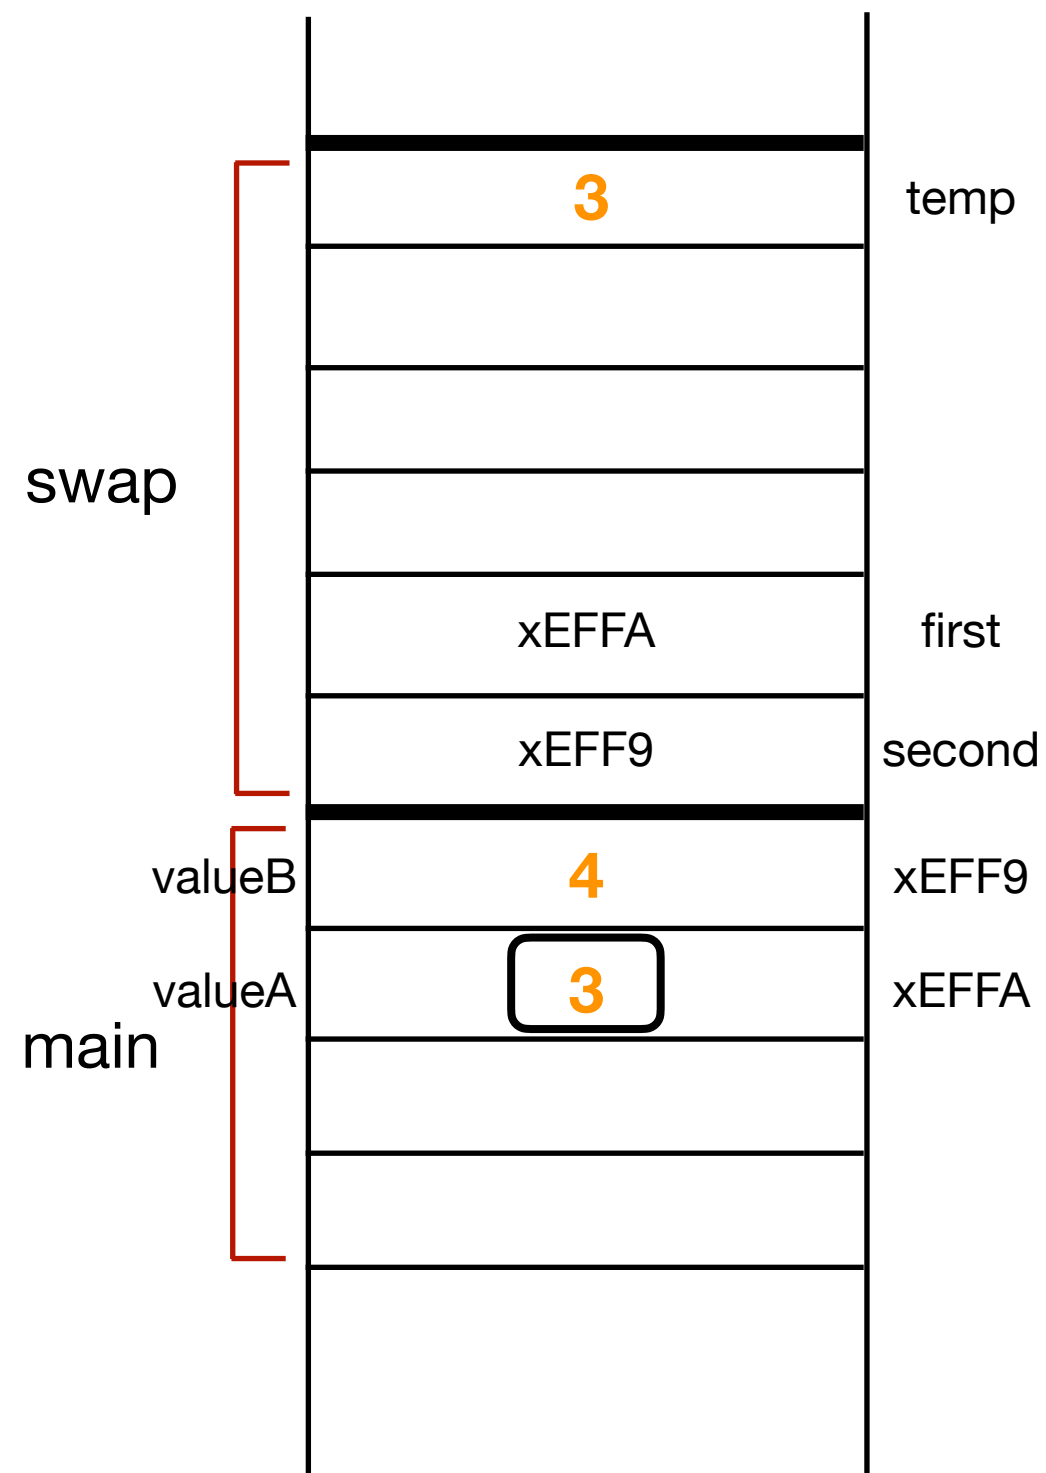 3 temp
swap
xEFFA first
xEFF9 second
valueB 4 xEFF9
valueA 3 xEFFA
main